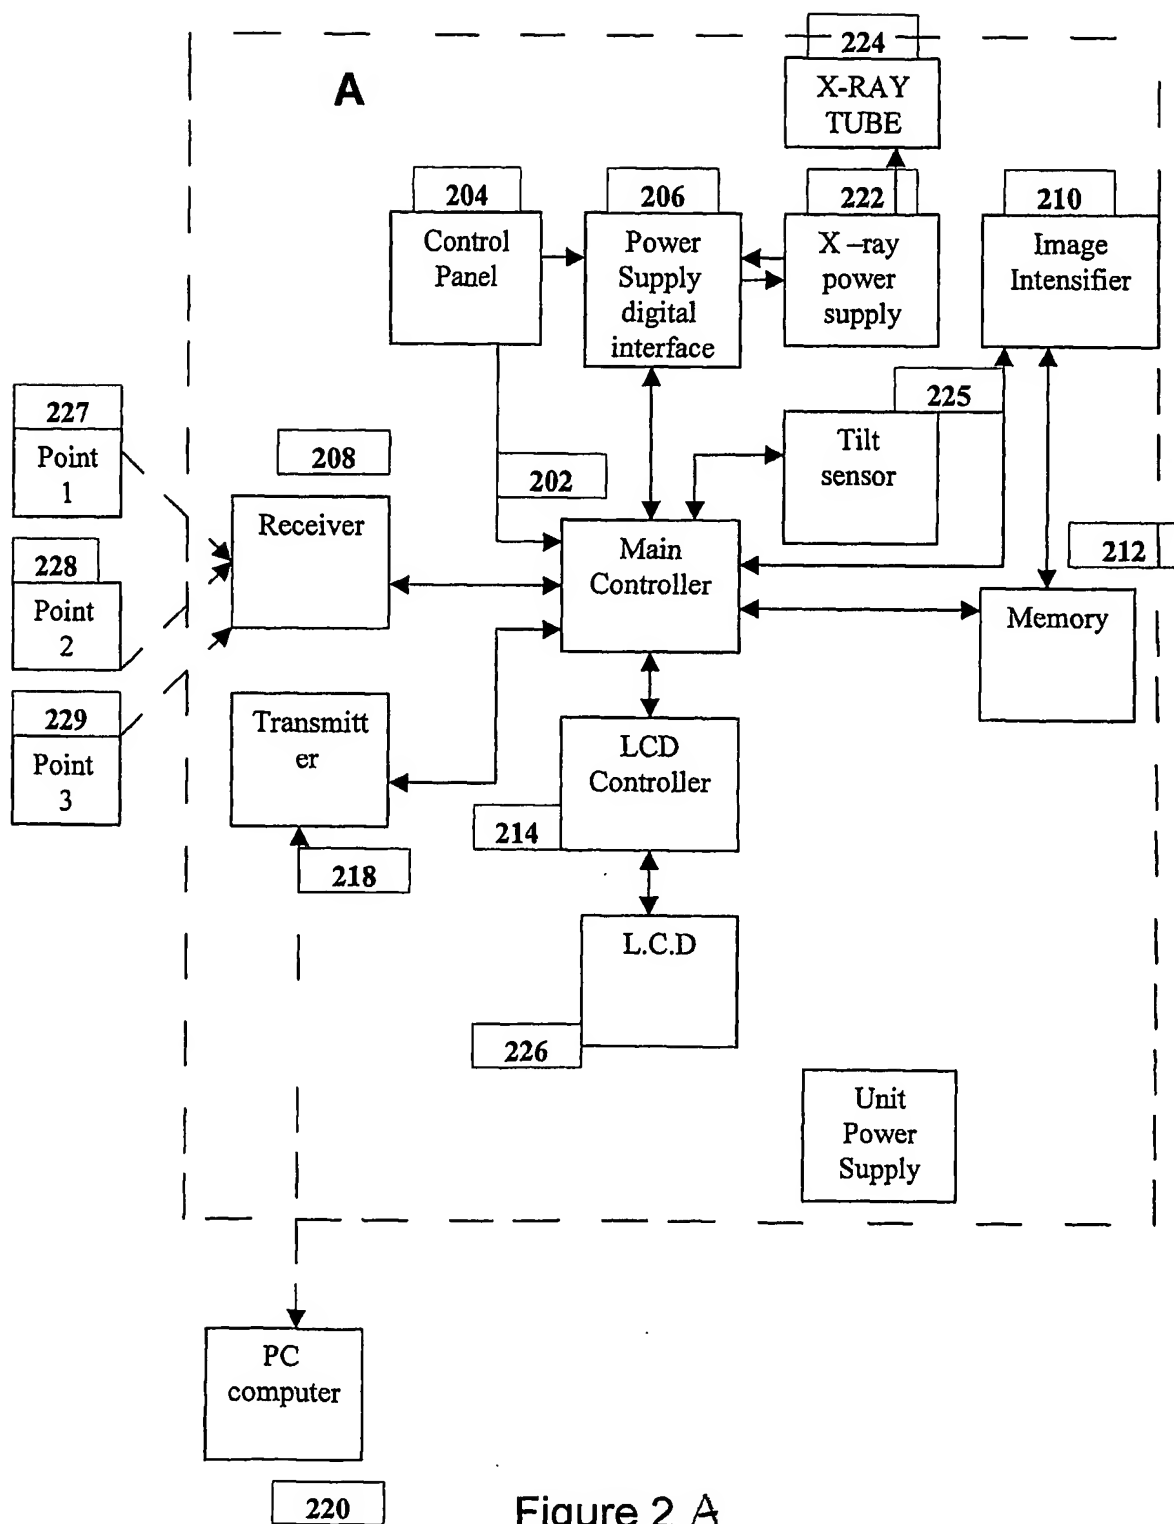 224
A
X-RAY
TUBE
204
206
222
210
Control
Panel
Power
Supply
digital
interface
X –ray
power
supply
Image
Intensifier
225
227
Point
1
208
202
Tilt
sensor
Receiver
Main
Controller
212
228
Point
2
Memory
229
Point
3
Transmitt
er
LCD
Controller
214
218
L.C.D
226
Unit
Power
Supply
PC
computer
220
Figure 2 A